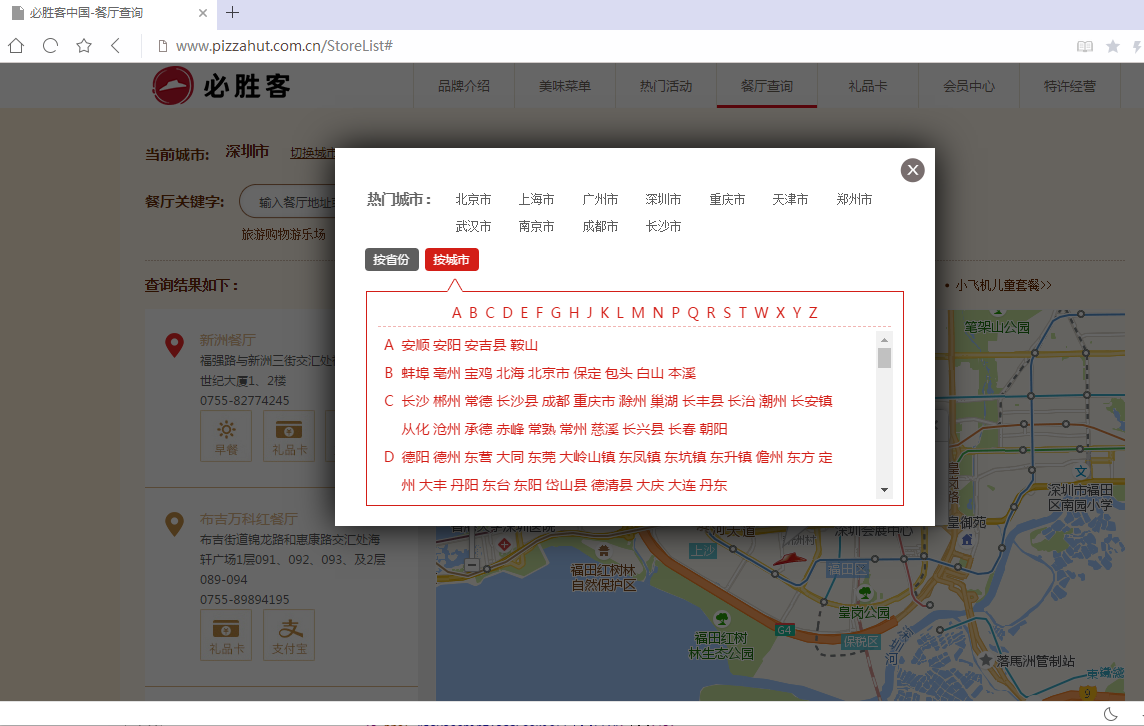 必胜客中国-餐厅查询
www.pizzahut.com.cn/StoreList#
必胜客
品牌介绍 美味菜单 热门活动 餐厅查询 礼品卡 会员中心 特许经营
当前城市: 深圳市 切换城市
餐厅关键字: 输入餐厅地址
旅游购物游乐场
查询结果如下:
小飞机儿童套餐>>
热门城市: 北京市 上海市 广州市 深圳市 重庆市 天津市 郑州市
武汉市 南京市 成都市 长沙市
按省份 按城市
A B C D E F G H J K L M N P Q R S T W X Y Z
A 安顺 安阳 安吉县 鞍山
B 蚌埠 亳州 宝鸡 北海 北京市 保定 包头 白山 本溪
C 长沙 郴州 常德 长沙县 成都 重庆市 滁州 巢湖 长丰县 长治 潮州 长安镇
从化 沧州 承德 赤峰 常熟 常州 慈溪 长兴县 长春 朝阳
D 德阳 德州 东营 大同 东莞 大岭山镇 东凤镇 东坑镇 东升镇 儋州 东方 定
州 大丰 丹阳 东台 东阳 岱山县 德清县 大庆 大连 丹东
新洲餐厅
福强路与新洲三街交汇处
世纪大厦1、2楼
0755-82774245
早餐 礼品卡
布吉万科红餐厅
布吉街道锦龙路和惠康路交汇处海
轩广场1层091、092、093、及2层
089-094
0755-89894195
礼品卡 支付宝
笔架山公园
皇岗路
文
深圳市福田
区南园小学
皇御苑
深圳会展中心
上沙
福田区
福田红树林
自然保护区
皇岗公园
福田红树
林生态公园
G4
保税区
深
河
落馬洲管制站
9